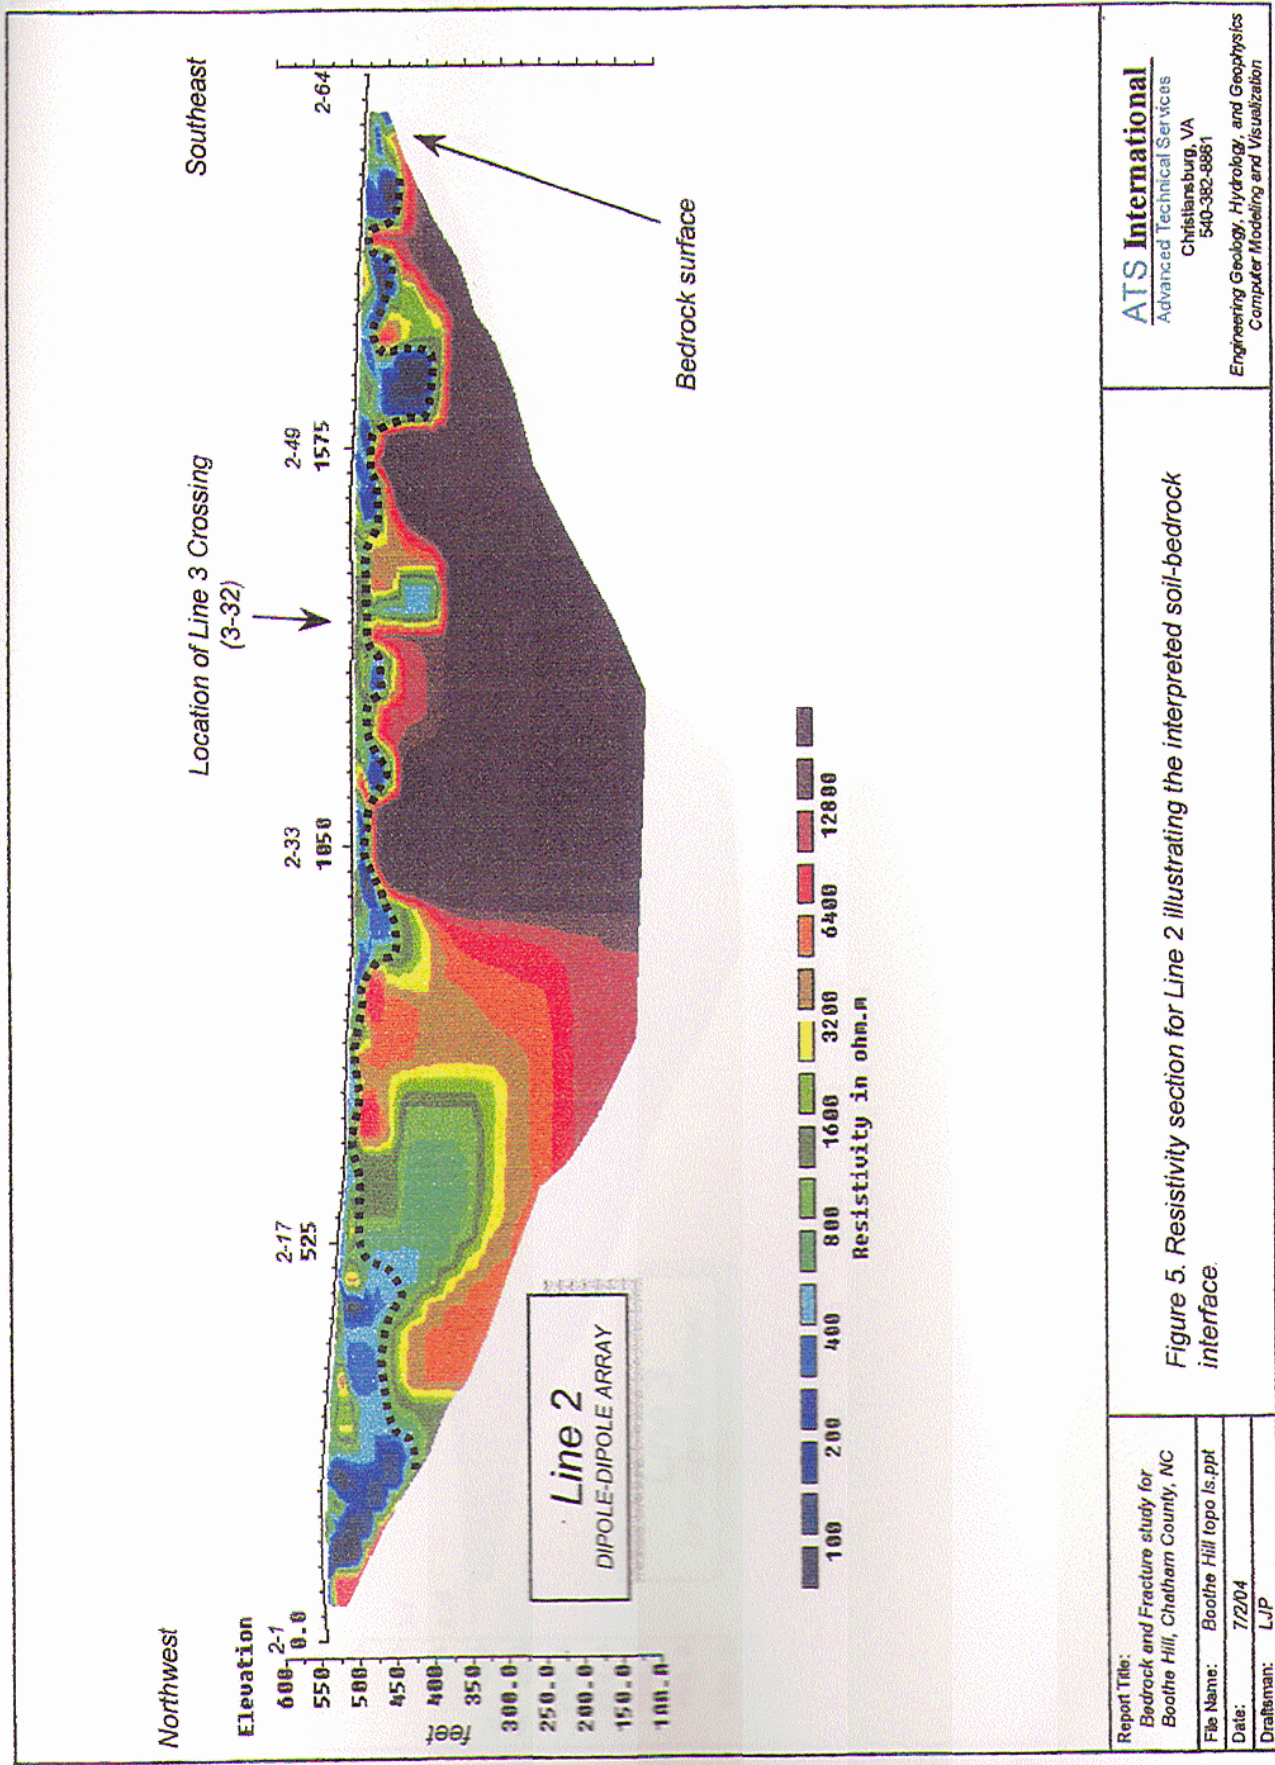 Northwest
Southeast
Location of Line 3 Crossing
(3-32)
Elevation
2-1
0.0
2-17
525
2-33
1050
2-49
1575
2-64
600
550
500
450
400
350
300.0
250.0
200.0
150.0
100.0
feet
Bedrock surface
Line 2
DIPOLE-DIPOLE ARRAY
100 200 400 800 1600 3200 6400 12800
Resistivity in ohm.m
Report Title:
Bedrock and Fracture study for
Boothe Hill, Chatham County, NC
File Name: Boothe Hill topo ls.ppt
Date: 7/2/04
Draftsman: LJP
Figure 5. Resistivity section for Line 2 illustrating the interpreted soil-bedrock
interface.
ATS International
Advanced Technical Services
Christiansburg, VA
540-382-8861
Engineering Geology, Hydrology, and Geophysics
Computer Modeling and Visualization